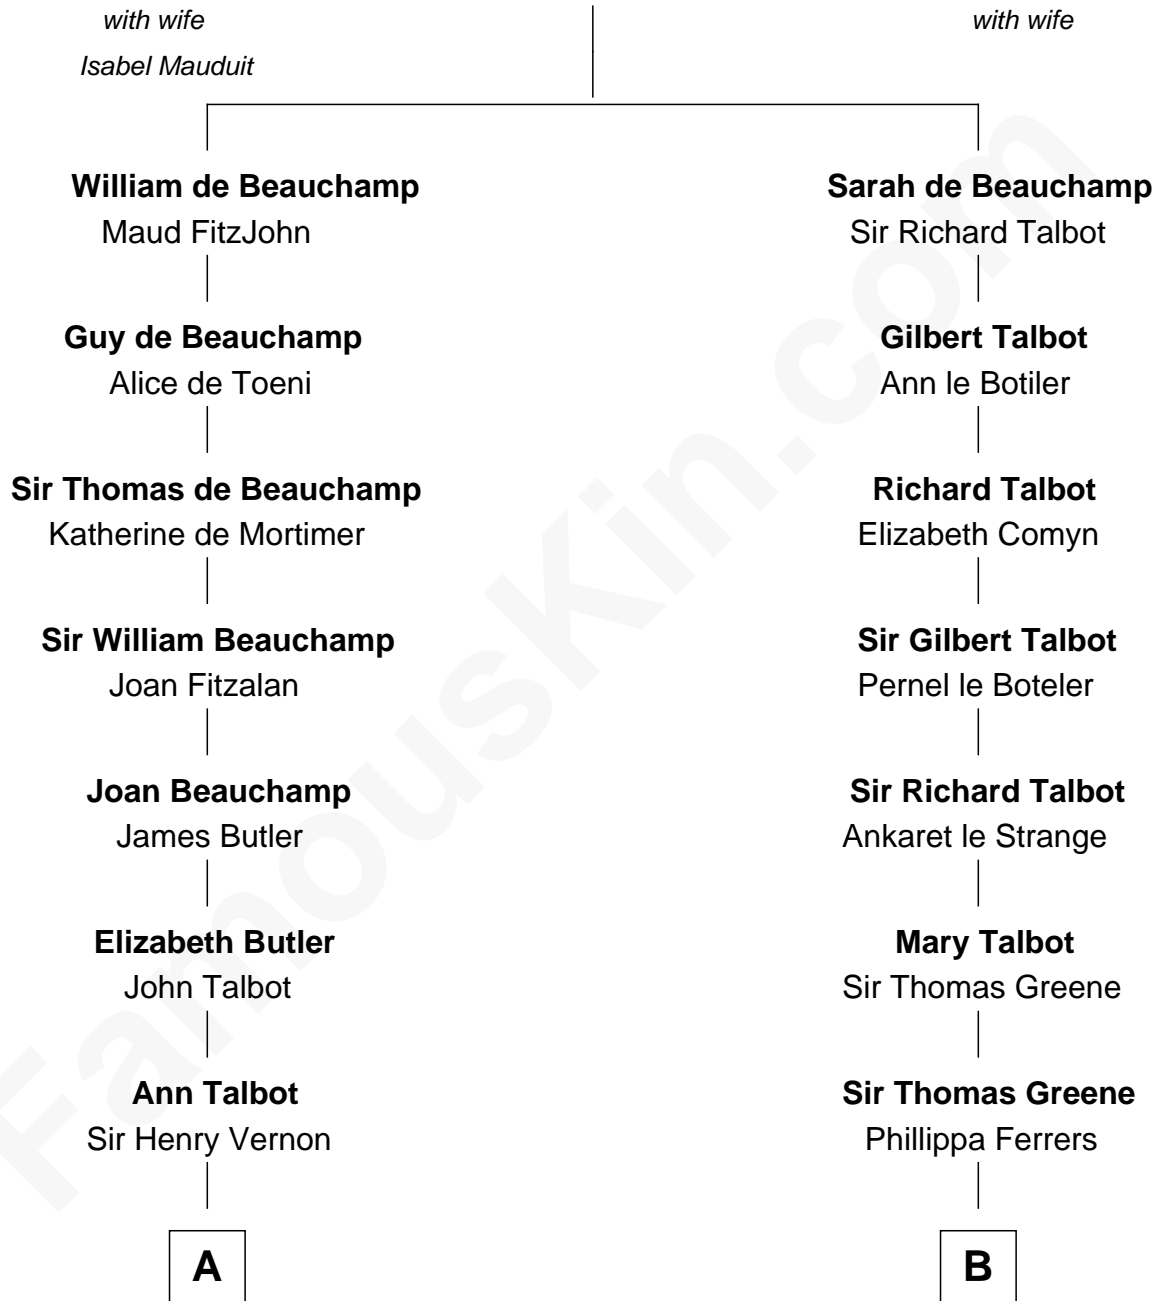 with wife
Isabel Mauduit
with wife
William de Beauchamp
Maud FitzJohn
Guy de Beauchamp
Alice de Toeni
Sir Thomas de Beauchamp
Katherine de Mortimer
Sir William Beauchamp
Joan Fitzalan
Joan Beauchamp
James Butler
Elizabeth Butler
John Talbot
Ann Talbot
Sir Henry Vernon
A
Sarah de Beauchamp
Sir Richard Talbot
Gilbert Talbot
Ann le Botiler
Richard Talbot
Elizabeth Comyn
Sir Gilbert Talbot
Pernel le Boteler
Sir Richard Talbot
Ankaret le Strange
Mary Talbot
Sir Thomas Greene
Sir Thomas Greene
Phillippa Ferrers
B
FamousKin.com